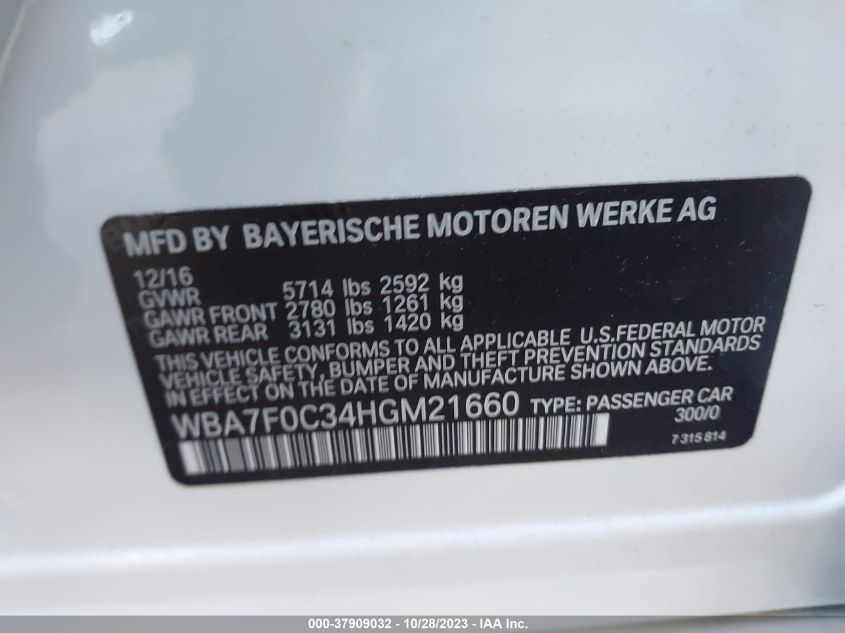 MFD BY BAYERISCHE MOTOREN WERKE AG
12/16
GVWR 5714 lbs 2592 kg
GAWR FRONT 2780 lbs 1261 kg
GAWR REAR 3131 lbs 1420 kg
THIS VEHICLE CONFORMS TO ALL APPLICABLE U.S.FEDERAL MOTOR
VEHICLE SAFETY, BUMPER AND THEFT PREVENTION STANDARDS
IN EFFECT ON THE DATE OF MANUFACTURE SHOWN ABOVE.
WBA7F0C34HGM21660 TYPE: PASSENGER CAR
300/0
7 315 814
000-37909032 - 10/28/2023 - IAA Inc.